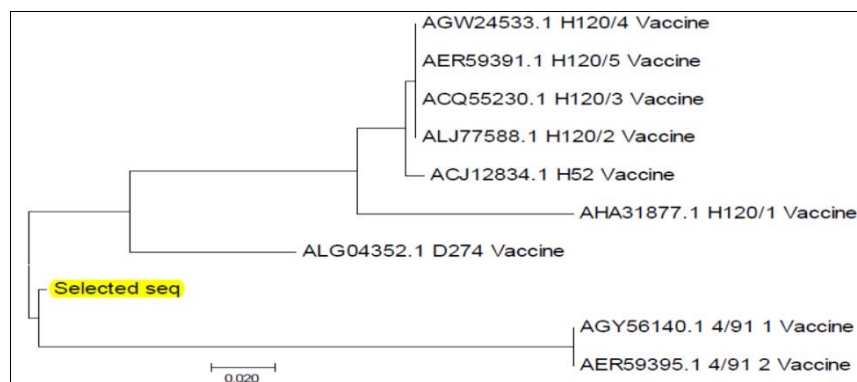 AGW24533.1 H120/4 Vaccine
AER59391.1 H120/5 Vaccine
ACQ55230.1 H120/3 Vaccine
ALJ77588.1 H120/2 Vaccine
ACJ12834.1 H52 Vaccine
AHA31877.1 H120/1 Vaccine
ALG04352.1 D274 Vaccine
Selected seq
AGY56140.1 4/91 1 Vaccine
AER59395.1 4/91 2 Vaccine
0.020